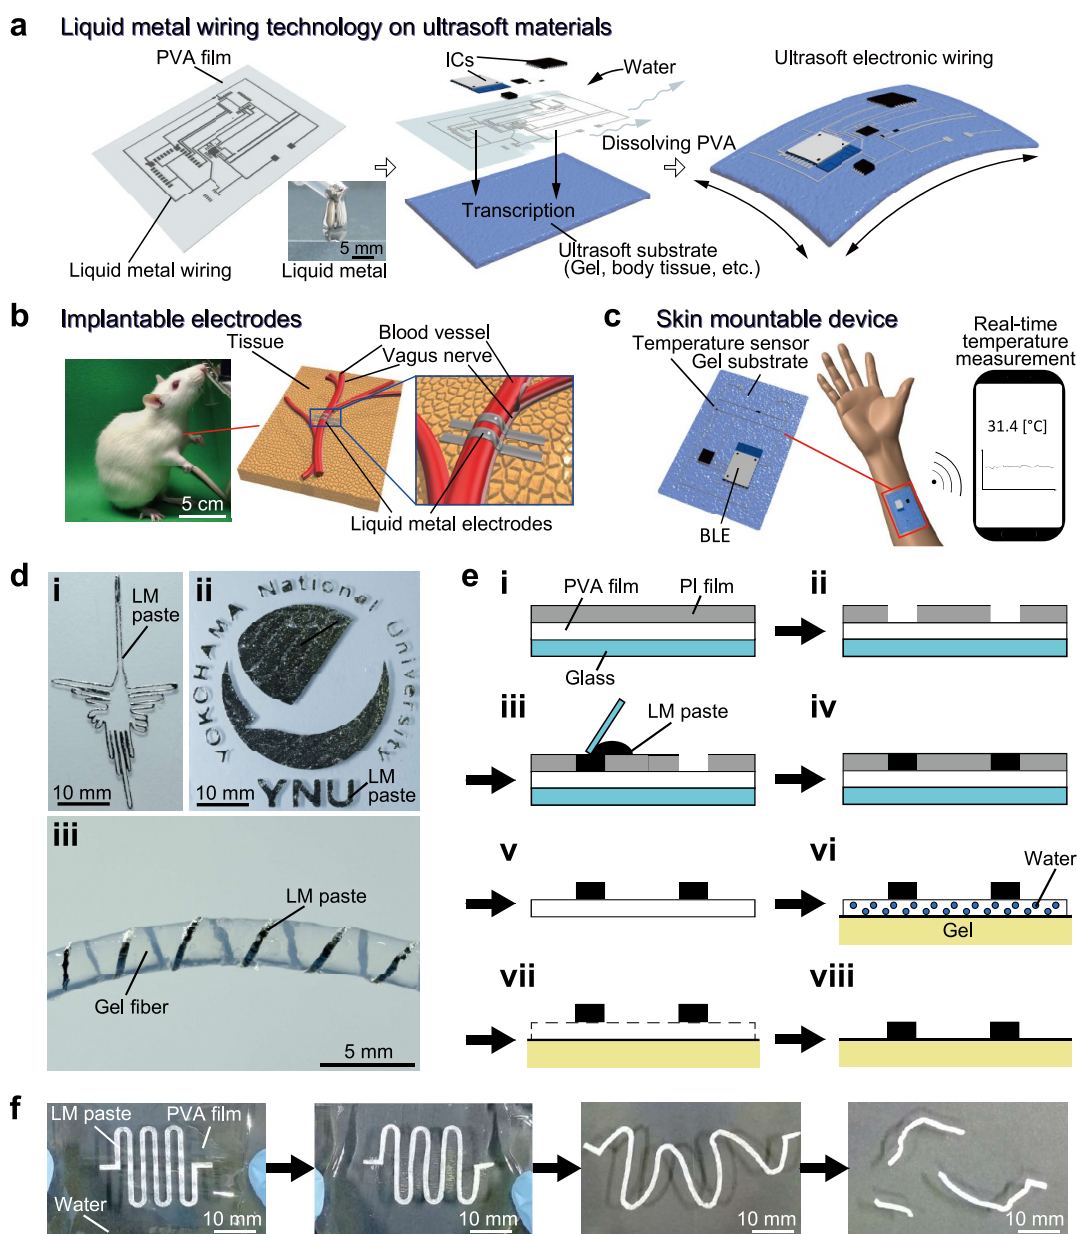 a Liquid metal wiring technology on ultrasoft materials
PVA film
Liquid metal wiring
5 mm
Liquid metal
ICs
Water
Dissolving PVA
Transcription
Ultrasoft substrate
(Gel, body tissue, etc.)
Ultrasoft electronic wiring
b Implantable electrodes
Tissue
Blood vessel
Vagus nerve
5 cm
Liquid metal electrodes
c Skin mountable device
Temperature sensor
Gel substrate
BLE
Real-time
temperature
measurement
31.4 [°C]
d
i
LM
paste
10 mm
ii
YOKOHAMA National University
YNU
LM
paste
10 mm
iii
LM paste
Gel fiber
5 mm
e
i
PVA film
PI film
Glass
ii
iii
LM paste
iv
v
vi
Water
Gel
vii
viii
f
LM paste
PVA film
Water
10 mm
10 mm
10 mm
10 mm